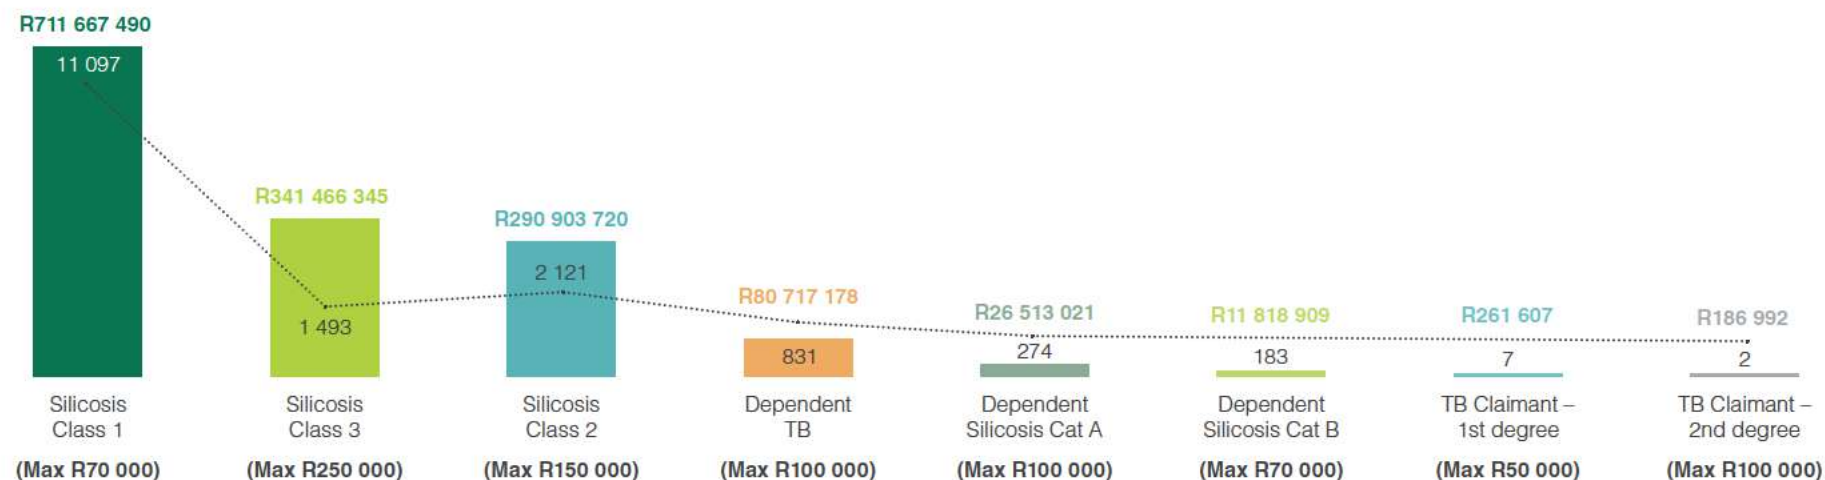 R711 667 490
11 097
R341 466 345
1 493
R290 903 720
2 121
R80 717 178
831
R26 513 021
274
R11 818 909
183
R261 607
7
R186 992
2
Silicosis
Class 1
(Max R70 000)
Silicosis
Class 3
(Max R250 000)
Silicosis
Class 2
(Max R150 000)
Dependent
TB
(Max R100 000)
Dependent
Silicosis Cat A
(Max R100 000)
Dependent
Silicosis Cat B
(Max R70 000)
TB Claimant –
1st degree
(Max R50 000)
TB Claimant –
2nd degree
(Max R100 000)